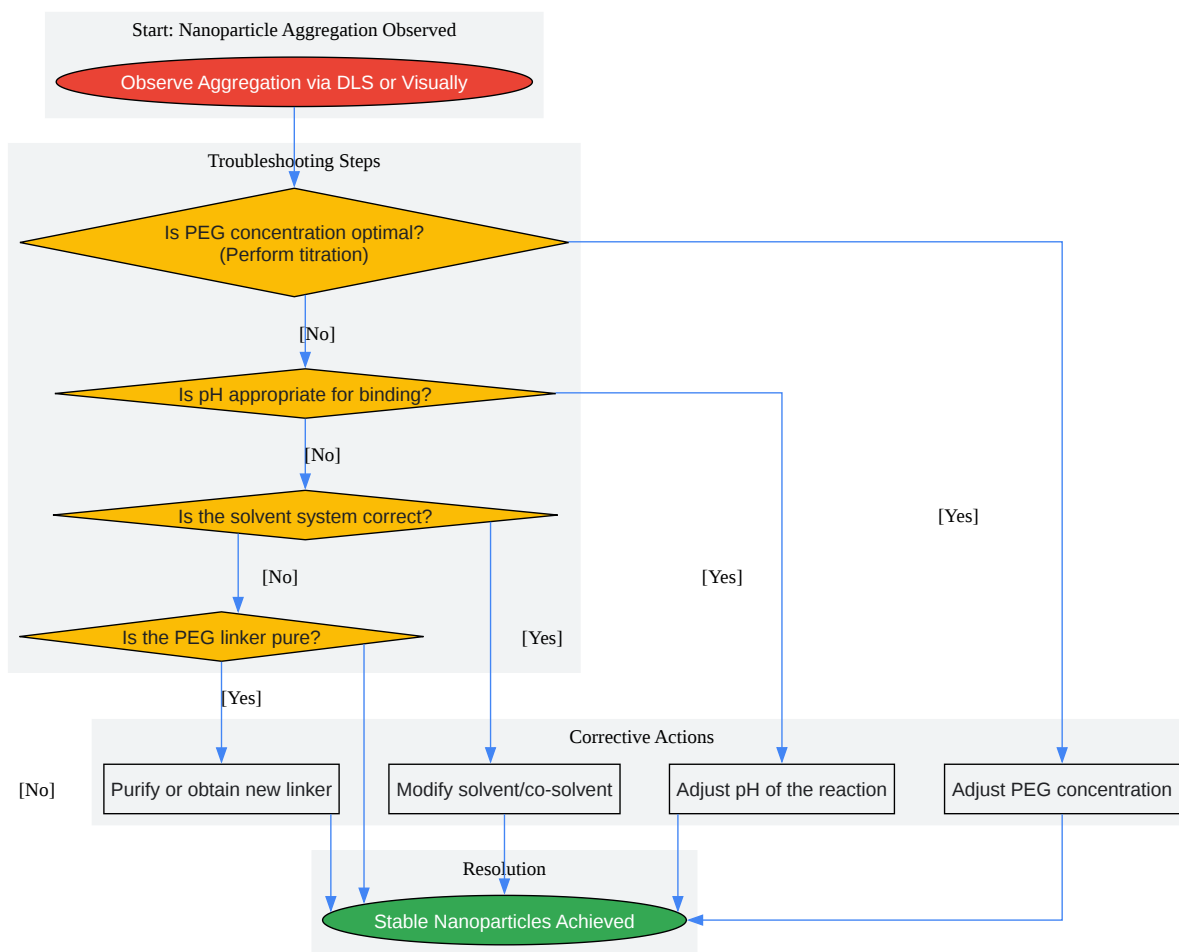 Start: Nanoparticle Aggregation Observed
Observe Aggregation via DLS or Visually
Troubleshooting Steps
Is PEG concentration optimal?
(Perform titration)
[No]
Is pH appropriate for binding?
[No]
Is the solvent system correct?
[Yes]
[No]
[Yes]
Is the PEG linker pure?
[Yes]
[Yes]
Corrective Actions
[No]
Purify or obtain new linker
Modify solvent/co-solvent
Adjust pH of the reaction
Adjust PEG concentration
Resolution
Stable Nanoparticles Achieved